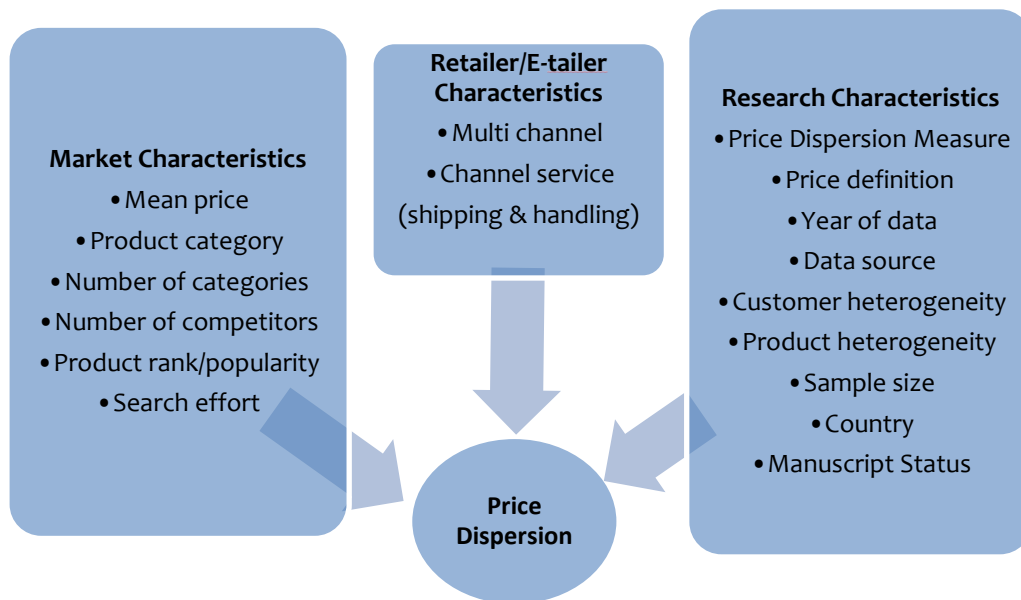 Market Characteristics
• Mean price
• Product category
• Number of categories
• Number of competitors
• Product rank/popularity
• Search effort
Retailer/E-tailer
Characteristics
• Multi channel
• Channel service
(shipping & handling)
Research Characteristics
• Price Dispersion Measure
• Price definition
• Year of data
• Data source
• Customer heterogeneity
• Product heterogeneity
• Sample size
• Country
• Manuscript Status
Price
Dispersion